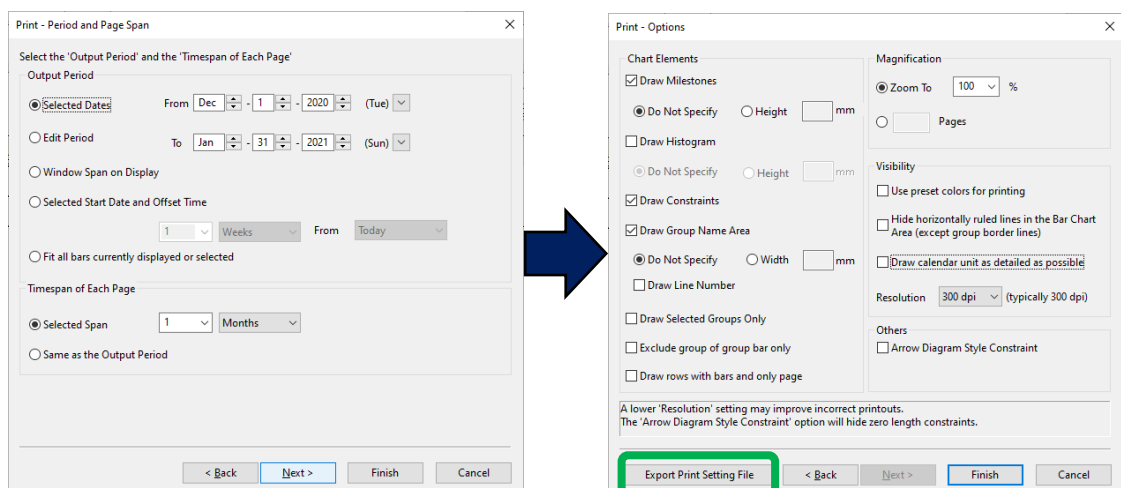 Print - Period and Page Span
Select the 'Output Period' and the 'Timespan of Each Page'
Output Period
Selected Dates From Dec - 1 - 2020 (Tue)
Edit Period To Jan - 31 - 2021 (Sun)
Window Span on Display
Selected Start Date and Offset Time
1 Weeks From Today
Fit all bars currently displayed or selected
Timespan of Each Page
Selected Span 1 Months
Same as the Output Period
< Back Next > Finish Cancel
Print - Options
Chart Elements
Draw Milestones
Do Not Specify Height mm
Draw Histogram
Do Not Specify Height mm
Draw Constraints
Draw Group Name Area
Do Not Specify Width mm
Draw Line Number
Draw Selected Groups Only
Exclude group of group bar only
Draw rows with bars and only page
Magnification
Zoom To 100 %
Pages
Visibility
Use preset colors for printing
Hide horizontally ruled lines in the Bar Chart
Area (except group border lines)
Draw calendar unit as detailed as possible
Resolution 300 dpi (typically 300 dpi)
Others
Arrow Diagram Style Constraint
A lower 'Resolution' setting may improve incorrect printouts.
The 'Arrow Diagram Style Constraint' option will hide zero length constraints.
Export Print Setting File < Back Next > Finish Cancel